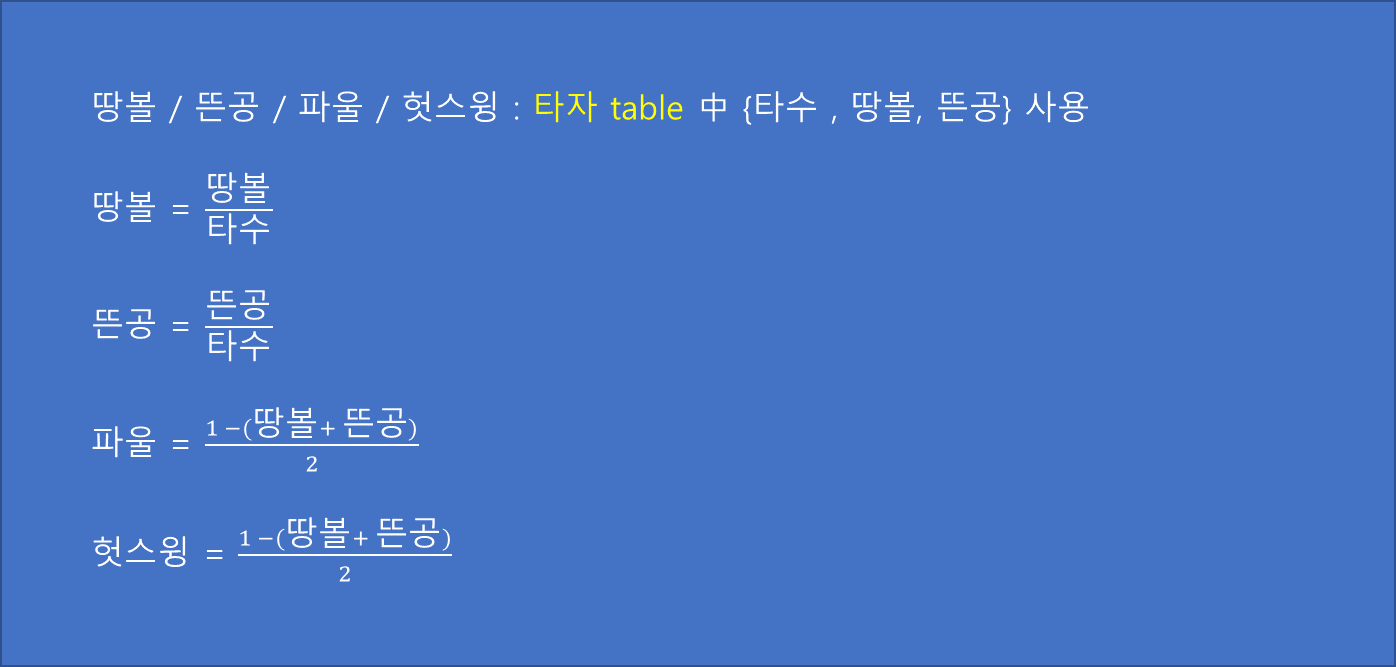 땅볼 / 뜬공 / 파울 / 헛스윙 : 타자 table 中 {타수 , 땅볼, 뜬공} 사용
땅볼 = 땅볼/타수
뜬공 = 뜬공/타수
파울 = 1−(땅볼+ 뜬공)/2
헛스윙 = 1−(땅볼+ 뜬공)/2